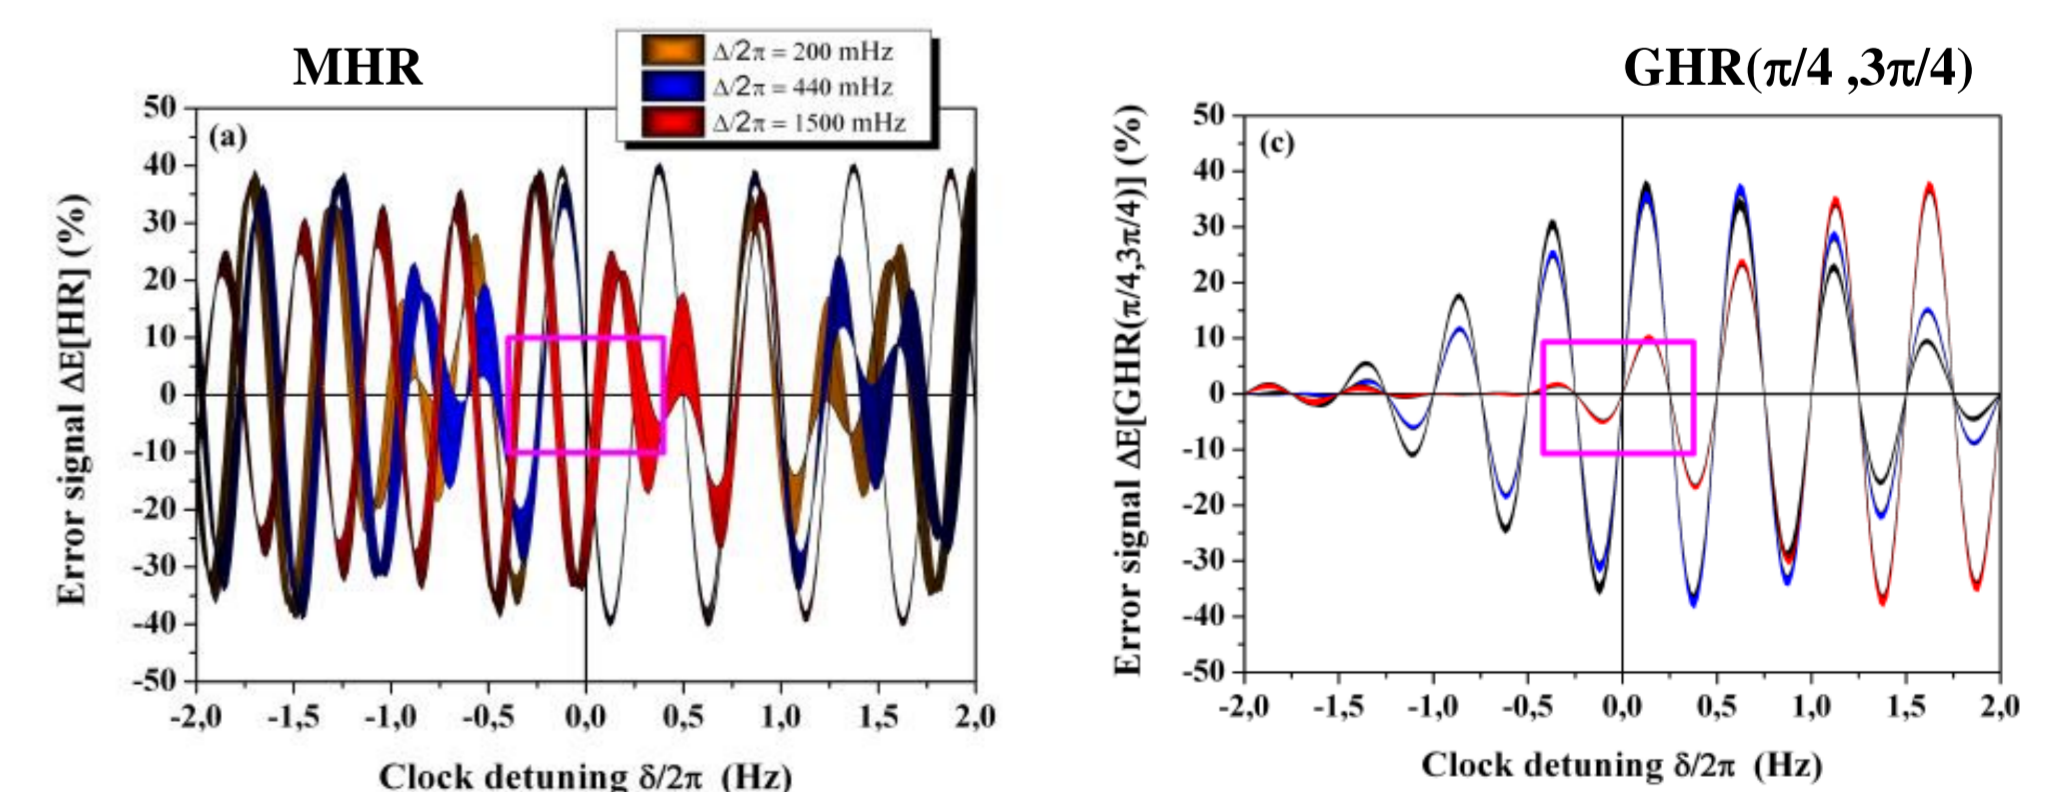 MHR
Δ/2π = 200 mHz
Δ/2π = 440 mHz
Δ/2π = 1500 mHz
(a)
Error signal ΔE[HR] (%)
50
40
30
20
10
0
-10
-20
-30
-40
-50
-2,0 -1,5 -1,0 -0,5 0,0 0,5 1,0 1,5 2,0
Clock detuning δ/2π (Hz)
GHR(π/4 ,3π/4)
(c)
Error signal ΔE[GHR(π/4,3π/4)] (%)
50
40
30
20
10
0
-10
-20
-30
-40
-50
-2,0 -1,5 -1,0 -0,5 0,0 0,5 1,0 1,5 2,0
Clock detuning δ/2π (Hz)